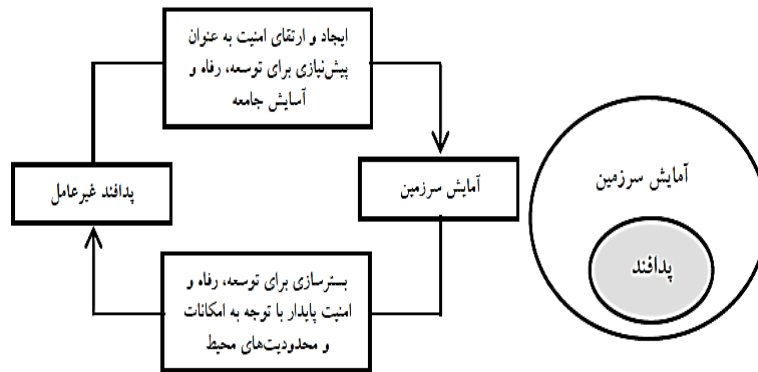 ایجاد و ارتقای امنیت به عنوان
پیش‌نیازی برای توسعه، رفاه و
آسایش جامعه
آمایش سرزمین
پدافند غیرعامل
بسترسازی برای توسعه، رفاه و
امنیت پایدار با توجه به امکانات
و محدودیت‌های محیط
آمایش سرزمین
پدافند